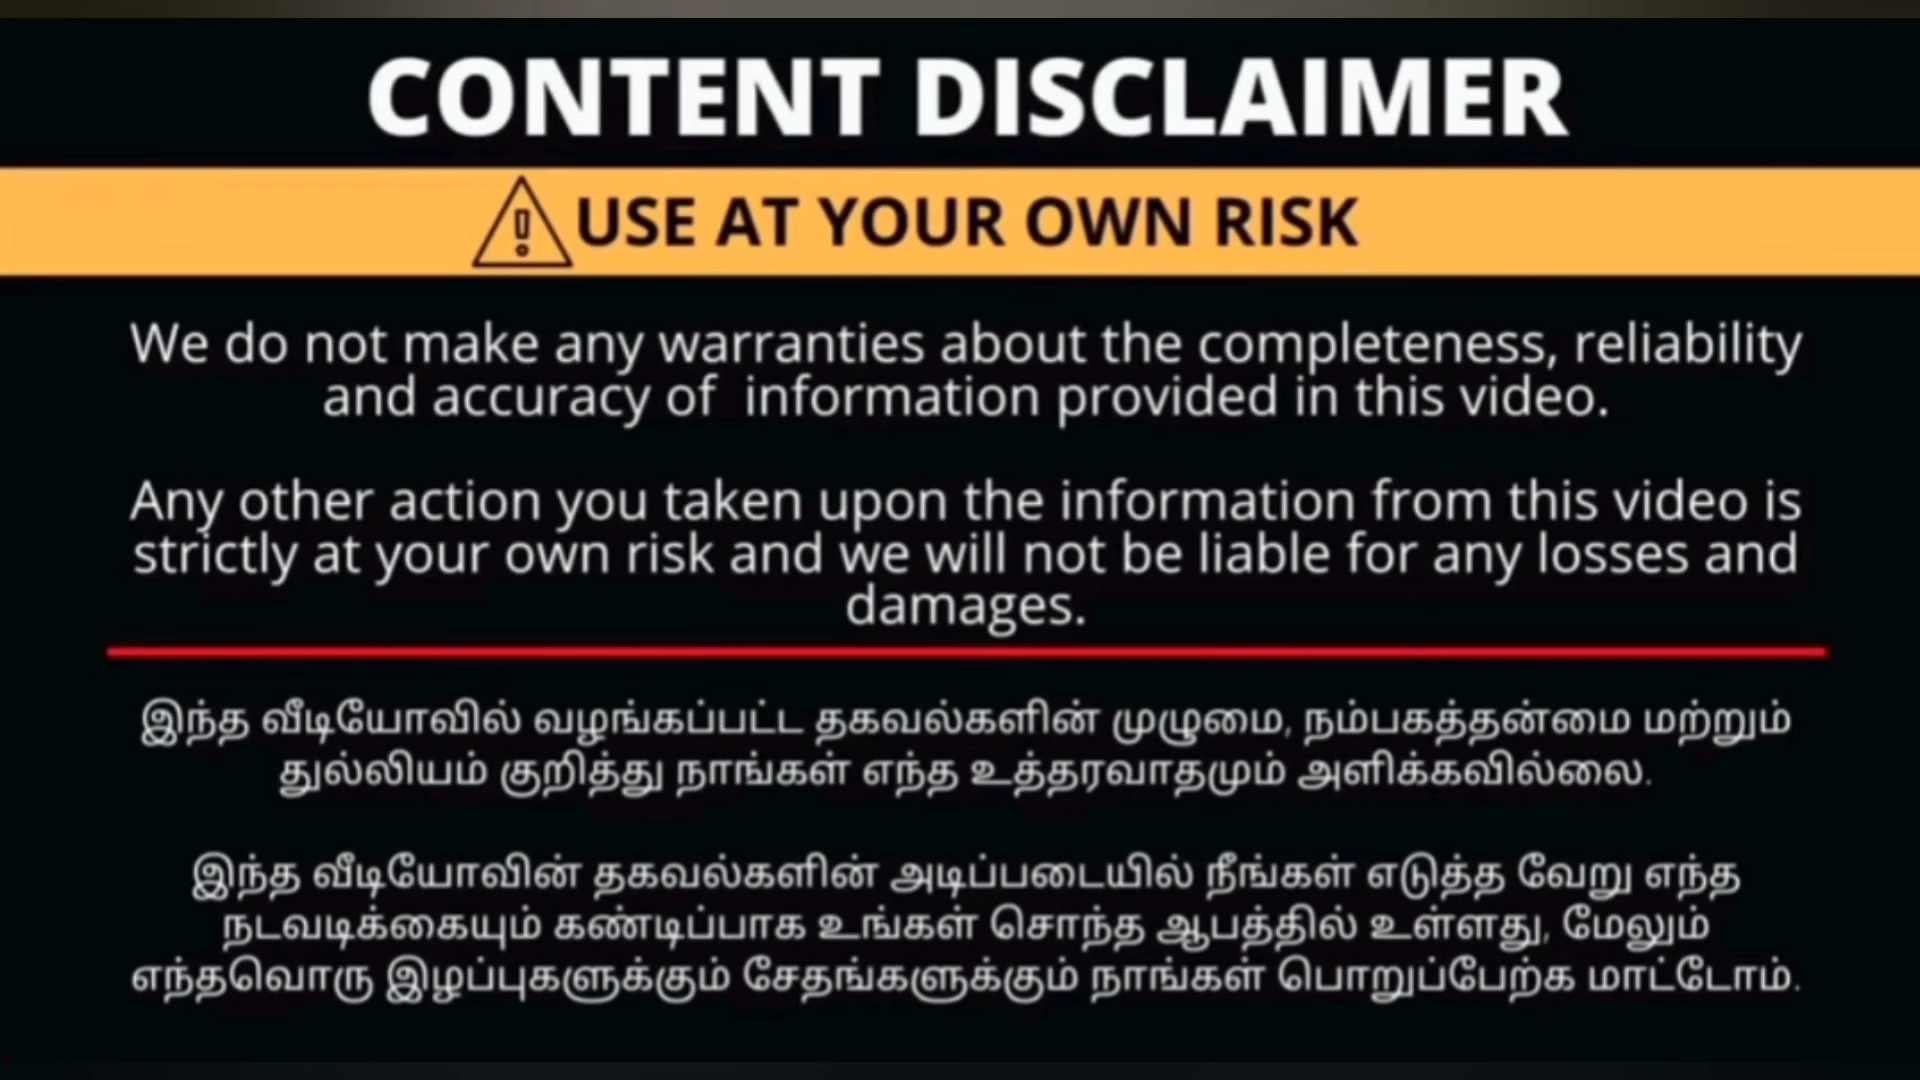 CONTENT DISCLAIMER
USE AT YOUR OWN RISK
We do not make any warranties about the completeness, reliability
and accuracy of  information provided in this video.
Any other action you taken upon the information from this video is
strictly at your own risk and we will not be liable for any losses and
damages.
இந்த வீடியோவில் வழங்கப்பட்ட தகவல்களின் முழுமை, நம்பகத்தன்மை மற்றும்
துல்லியம் குறித்து நாங்கள் எந்த உத்தரவாதமும் அளிக்கவில்லை.
இந்த வீடியோவின் தகவல்களின் அடிப்படையில் நீங்கள் எடுத்த வேறு எந்த
நடவடிக்கையும் கண்டிப்பாக உங்கள் சொந்த ஆபத்தில் உள்ளது, மேலும்
எந்தவொரு இழப்புகளுக்கும் சேதங்களுக்கும் நாங்கள் பொறுப்பேற்க மாட்டோம்.